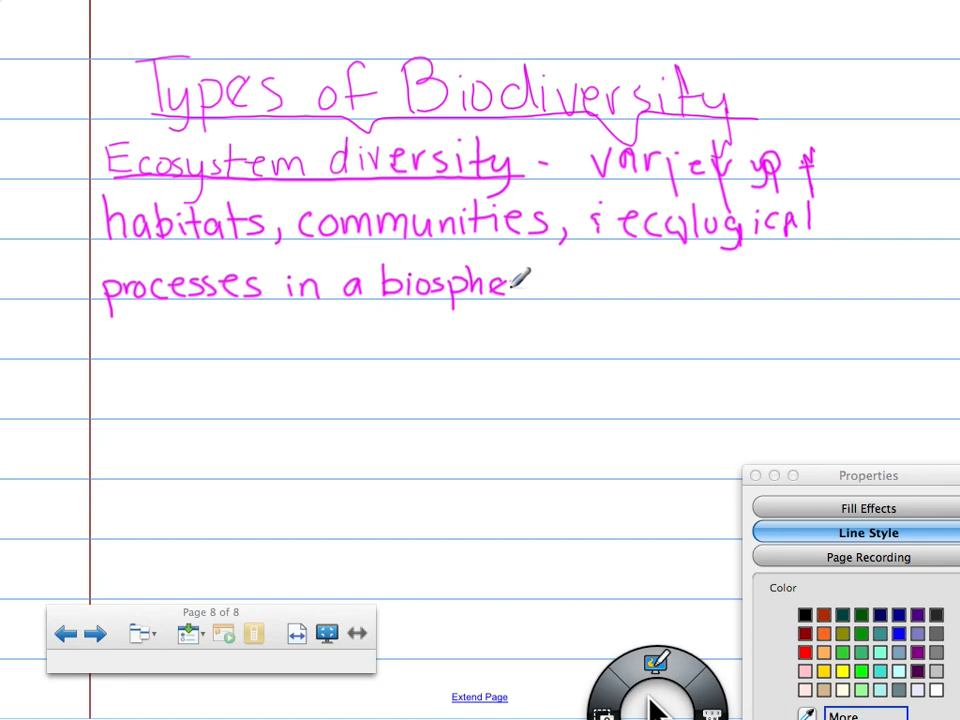 Types of Biodiversity
Ecosystem diversity - variety of
habitats, communities, & ecological
processes in a biosphe
Properties
Fill Effects
Line Style
Page Recording
Color
More
Page 8 of 8
Extend Page